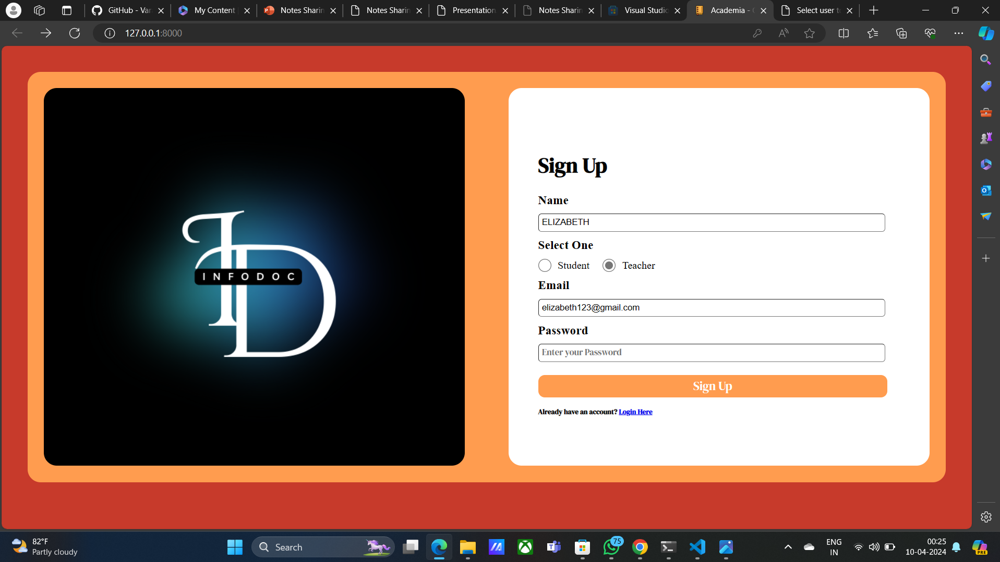 GitHub - Var
My Content
Notes Sharin
Notes Sharin
Presentation
Notes Sharin
Visual Studio
Academia -
Select user to
127.0.0.1:8000
INFODOC
Sign Up
Name
ELIZABETH
Select One
Student Teacher
Email
elizabeth123@gmail.com
Password
Enter your Password
Sign Up
Already have an account? Login Here
82°F
Partly cloudy
Search
75
ENG
IN
00:25
10-04-2024
PRE